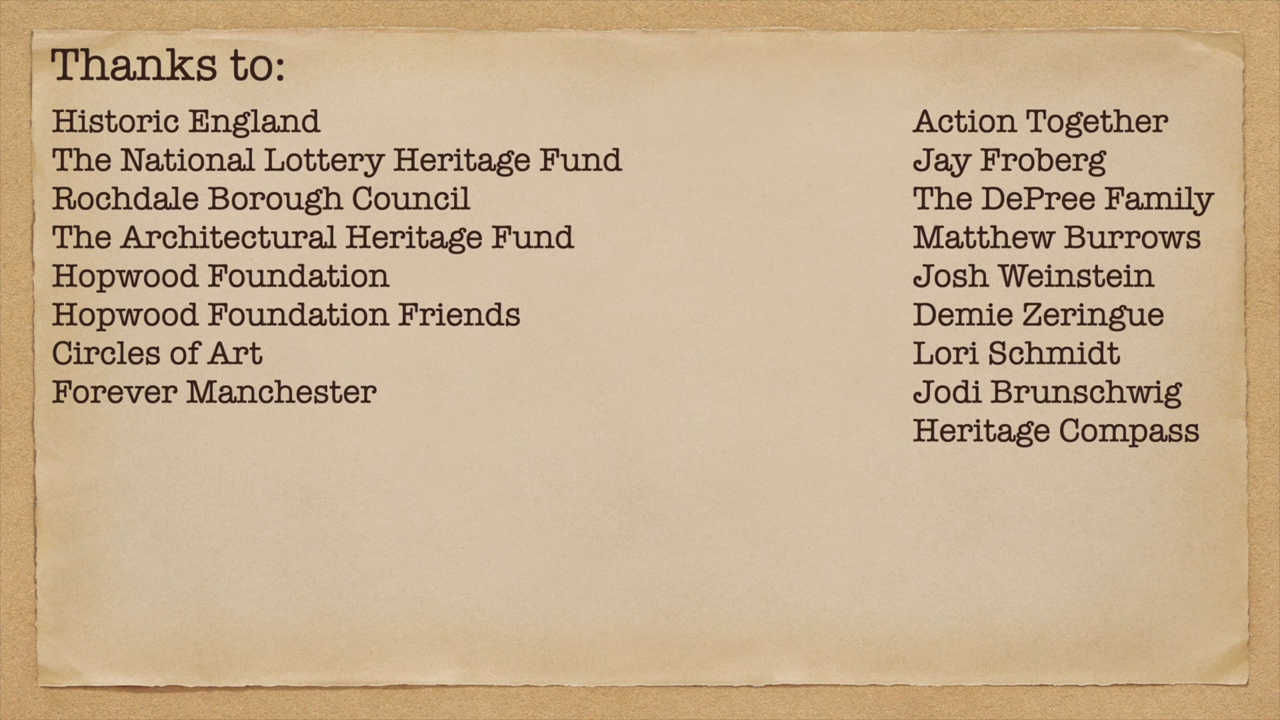 Thanks to:
Historic England
The National Lottery Heritage Fund
Rochdale Borough Council
The Architectural Heritage Fund
Hopwood Foundation
Hopwood Foundation Friends
Circles of Art
Forever Manchester
Action Together
Jay Froberg
The DePree Family
Matthew Burrows
Josh Weinstein
Demie Zeringue
Lori Schmidt
Jodi Brunschwig
Heritage Compass